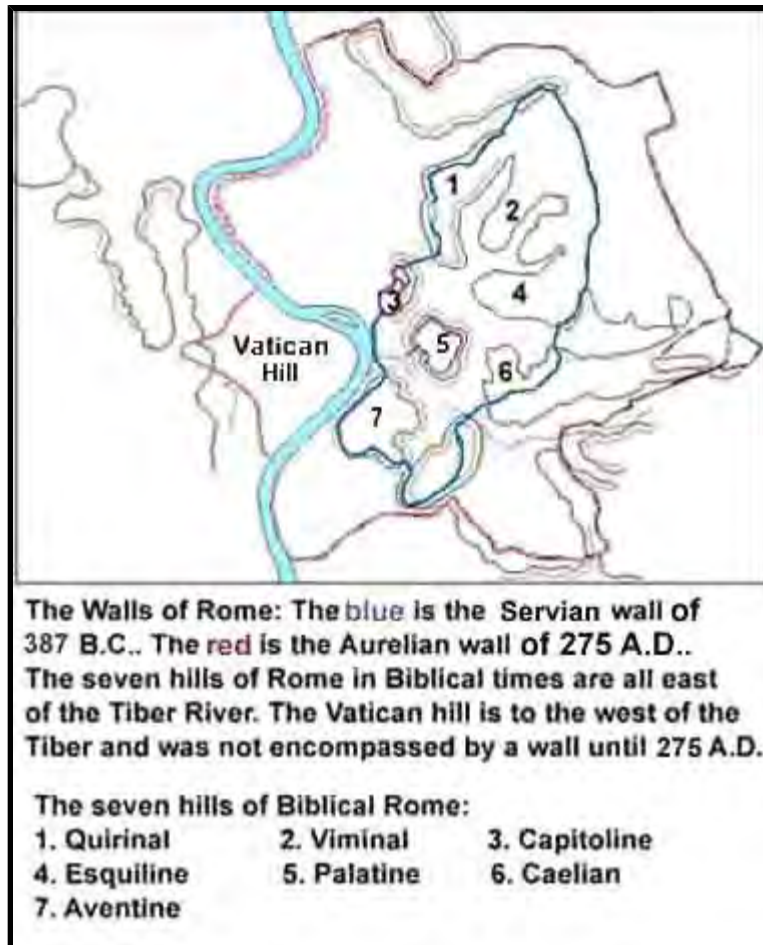 1
2
3
4
Vatican
Hill
5
6
7
The Walls of Rome: The blue is the Servian wall of
387 B.C.. The red is the Aurelian wall of 275 A.D..
The seven hills of Rome in Biblical times are all east
of the Tiber River. The Vatican hill is to the west of the
Tiber and was not encompassed by a wall until 275 A.D.
The seven hills of Biblical Rome:
1. Quirinal 2. Viminal 3. Capitoline
4. Esquiline 5. Palatine 6. Caelian
7. Aventine